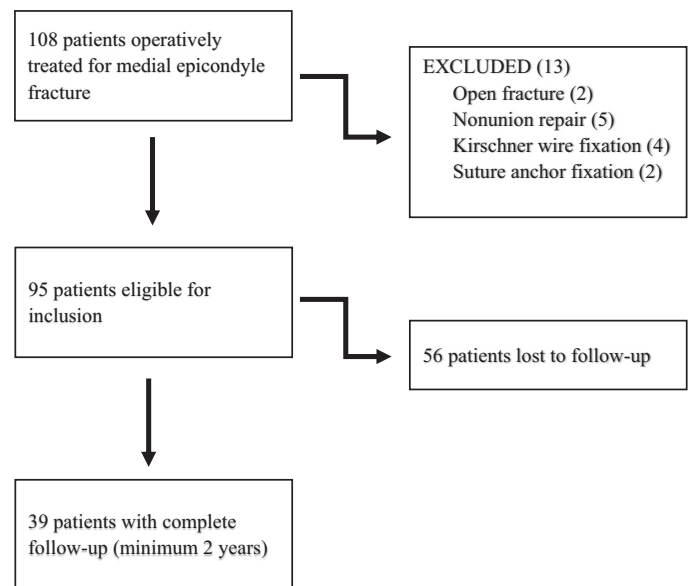 108 patients operatively
treated for medial epicondyle
fracture
EXCLUDED (13)
Open fracture (2)
Nonunion repair (5)
Kirschner wire fixation (4)
Suture anchor fixation (2)
95 patients eligible for
inclusion
56 patients lost to follow-up
39 patients with complete
follow-up (minimum 2 years)